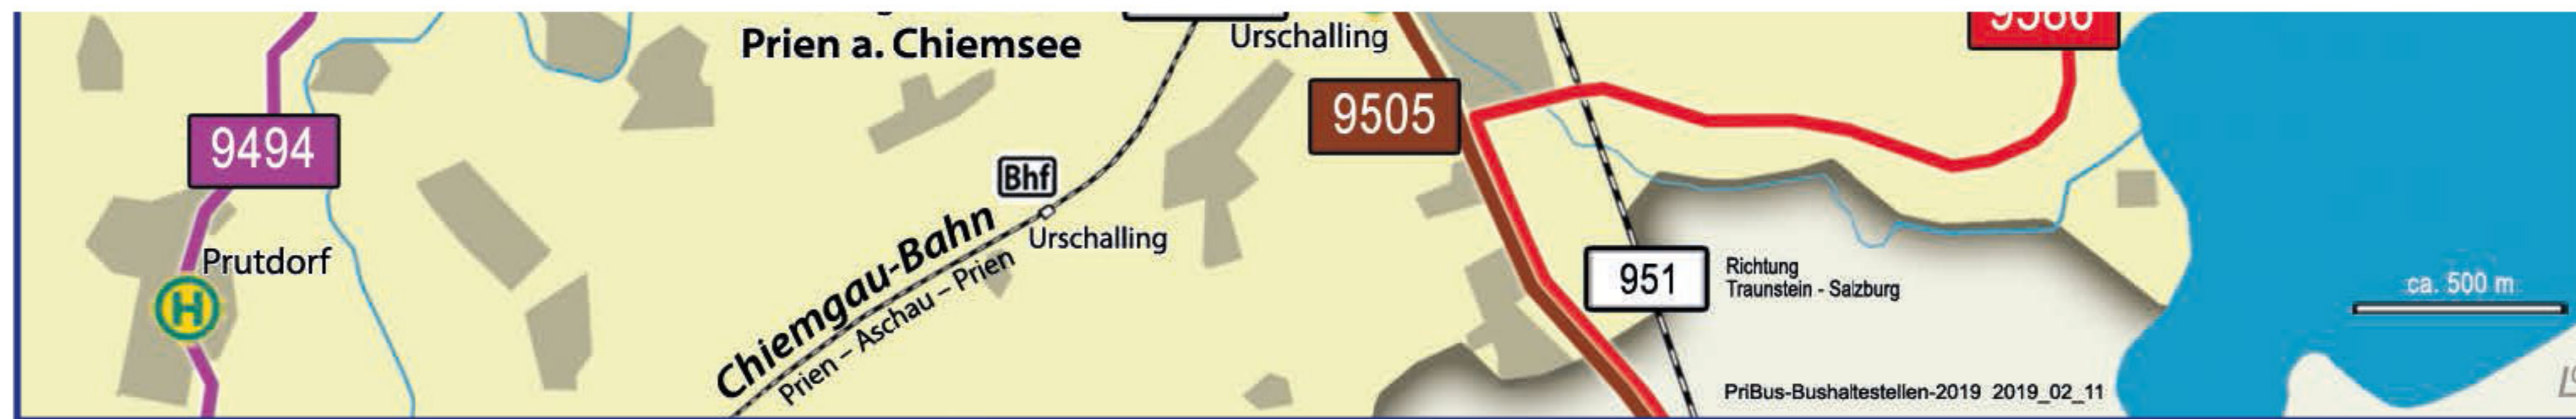 Prien a. Chiemsee
Urschalling
9505
9494
Bhf
Urschalling
Prutdorf
H
Chiemgau-Bahn
Prien – Aschau – Prien
951
Richtung
Traunstein - Salzburg
ca. 500 m
PriBus-Bushaltestellen-2019 2019_02_11